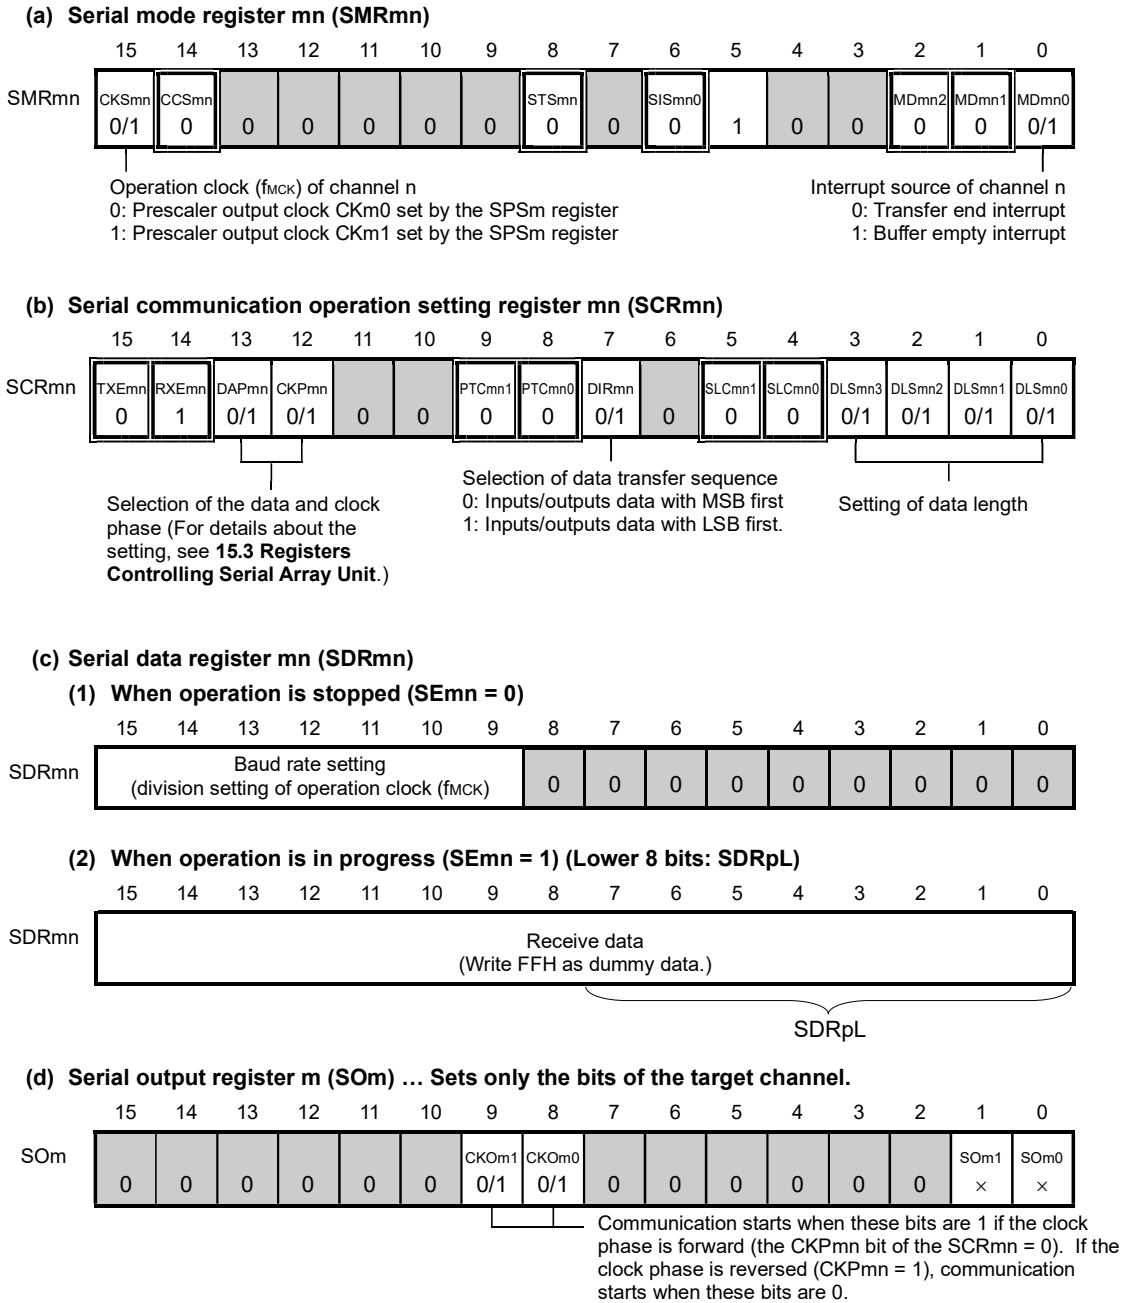 (a) Serial mode register mn (SMRmn)
15 14 13 12 11 10 9 8 7 6 5 4 3 2 1 0
SMRmn CKSmn CCSmn STSmn SISmn0 MDmn2 MDmn1 MDmn0
0/1 0 0 0 0 0 0 0 0 0 1 0 0 0 0 0/1
Operation clock (fMCK) of channel n
0: Prescaler output clock CKm0 set by the SPSm register
1: Prescaler output clock CKm1 set by the SPSm register
Interrupt source of channel n
0: Transfer end interrupt
1: Buffer empty interrupt
(b) Serial communication operation setting register mn (SCRmn)
15 14 13 12 11 10 9 8 7 6 5 4 3 2 1 0
SCRmn TXEmn RXEmn DAPmn CKPmn PTCmn1 PTCmn0 DIRmn SLCmn1 SLCmn0 DLSmn3 DLSmn2 DLSmn1 DLSmn0
0 1 0/1 0/1 0 0 0 0 0/1 0 0 0 0/1 0/1 0/1 0/1
Selection of the data and clock
phase (For details about the
setting, see 15.3 Registers
Controlling Serial Array Unit.)
Selection of data transfer sequence
0: Inputs/outputs data with MSB first
1: Inputs/outputs data with LSB first.
Setting of data length
(c) Serial data register mn (SDRmn)
(1) When operation is stopped (SEmn = 0)
15 14 13 12 11 10 9 8 7 6 5 4 3 2 1 0
SDRmn Baud rate setting
(division setting of operation clock (fMCK) 0 0 0 0 0 0 0 0 0
(2) When operation is in progress (SEmn = 1) (Lower 8 bits: SDRpL)
15 14 13 12 11 10 9 8 7 6 5 4 3 2 1 0
SDRmn Receive data
(Write FFH as dummy data.)
SDRpL
(d) Serial output register m (SOm) … Sets only the bits of the target channel.
15 14 13 12 11 10 9 8 7 6 5 4 3 2 1 0
SOm CKOm1 CKOm0 SOm1 SOm0
0 0 0 0 0 0 0/1 0/1 0 0 0 0 0 0 × ×
Communication starts when these bits are 1 if the clock
phase is forward (the CKPmn bit of the SCRmn = 0). If the
clock phase is reversed (CKPmn = 1), communication
starts when these bits are 0.